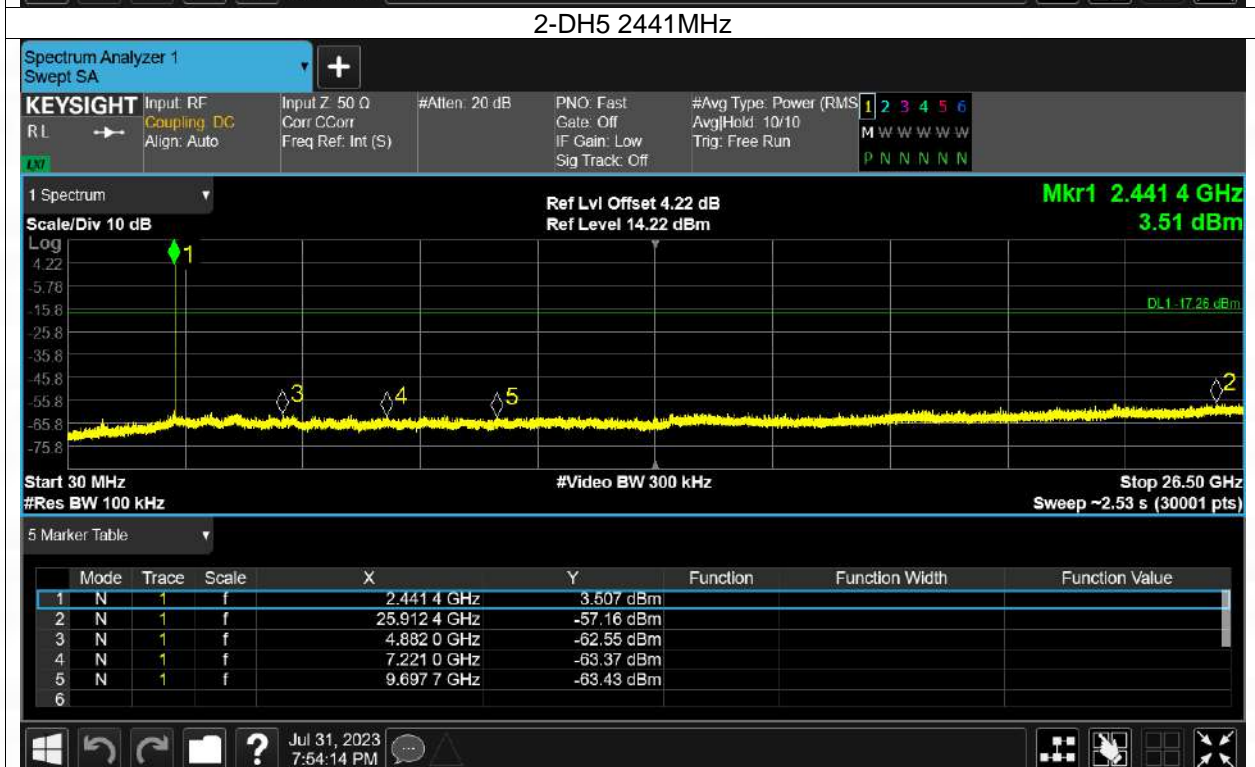 2-DH5 2441MHz
Spectrum Analyzer 1
Swept SA
+
KEYSIGHT
RL
LXI
Input: RF
Coupling: DC
Align: Auto
Input Z: 50 Ω
Corr CCorr
Freq Ref: Int (S)
#Atten: 20 dB
PNO: Fast
Gate: Off
IF Gain: Low
Sig Track: Off
#Avg Type: Power (RMS
Avg|Hold: 10/10
Trig: Free Run
1 2 3 4 5 6
M W W W W W
P N N N N N
1 Spectrum
Scale/Div 10 dB
Ref Lvl Offset 4.22 dB
Ref Level 14.22 dBm
Mkr1 2.441 4 GHz
3.51 dBm
Log
4.22
-5.78
-15.8
-25.8
-35.8
-45.8
-55.8
-65.8
-75.8
1
DL1 -17.26 dBm
3
4
5
2
Start 30 MHz
#Res BW 100 kHz
#Video BW 300 kHz
Stop 26.50 GHz
Sweep ~2.53 s (30001 pts)
5 Marker Table
Mode Trace Scale X Y Function Function Width Function Value
1 N 1 f 2.441 4 GHz 3.507 dBm
2 N 1 f 25.912 4 GHz -57.16 dBm
3 N 1 f 4.882 0 GHz -62.55 dBm
4 N 1 f 7.221 0 GHz -63.37 dBm
5 N 1 f 9.697 7 GHz -63.43 dBm
6
?
Jul 31, 2023
7:54:14 PM